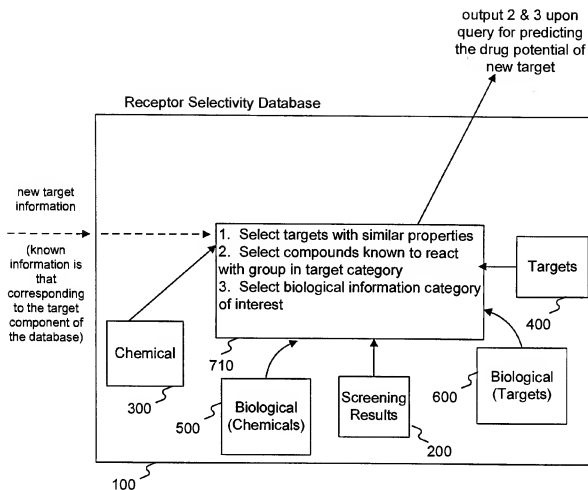 output 2 & 3 upon
query for predicting
the drug potential of
new target
Receptor Selectivity Database
new target
information
(known
information is
that
corresponding
to the target
component of
the database)
1. Select targets with similar properties
2. Select compounds known to react
with group in target category
3. Select biological information category
of interest
Targets
400
Chemical
300
710
Biological
(Chemicals)
500
Screening
Results
200
Biological
(Targets)
600
100